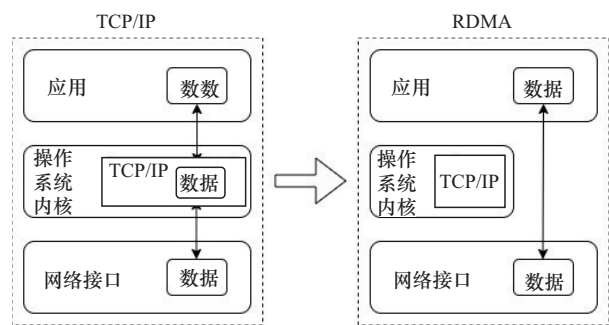 TCP/IP
应用
数数
操作
系统
内核
TCP/IP
数据
网络接口
数据
RDMA
应用
数据
操作
系统
内核
TCP/IP
网络接口
数据